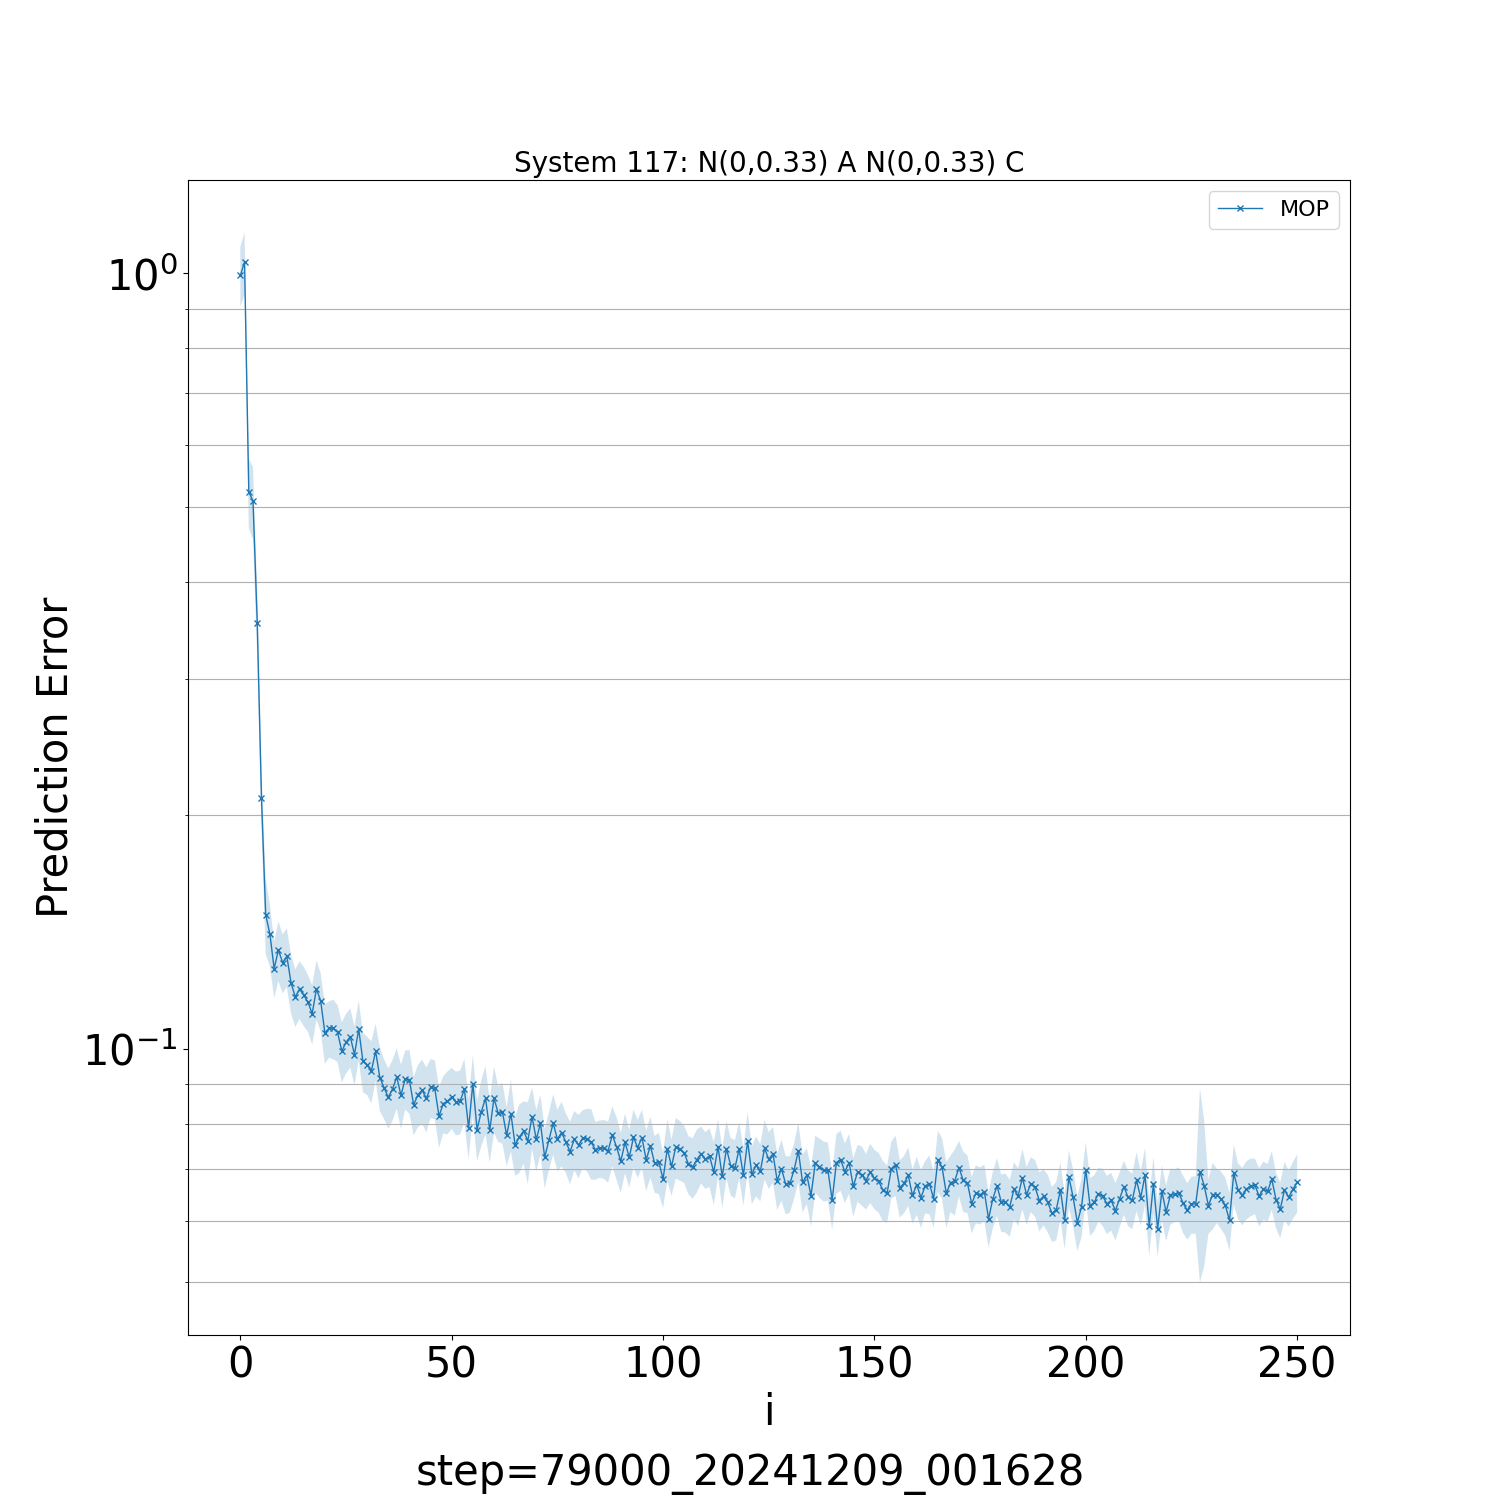 System 117: N(0,0.33) A N(0,0.33) C
MOP
10⁰
10⁻¹
Prediction Error
0 50 100 150 200 250
i
step=79000_20241209_001628